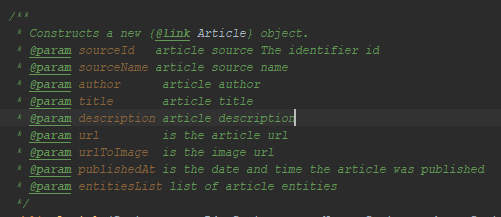 /**
* Constructs a new {@link Article} object.
* @param sourceId   article source The identifier id
* @param sourceName article source name
* @param author      article author
* @param title       article title
* @param description article description
* @param url         is the article url
* @param urlToImage  is the image url
* @param publishedAt is the date and time the article was published
* @param entitiesList list of article entities
*/